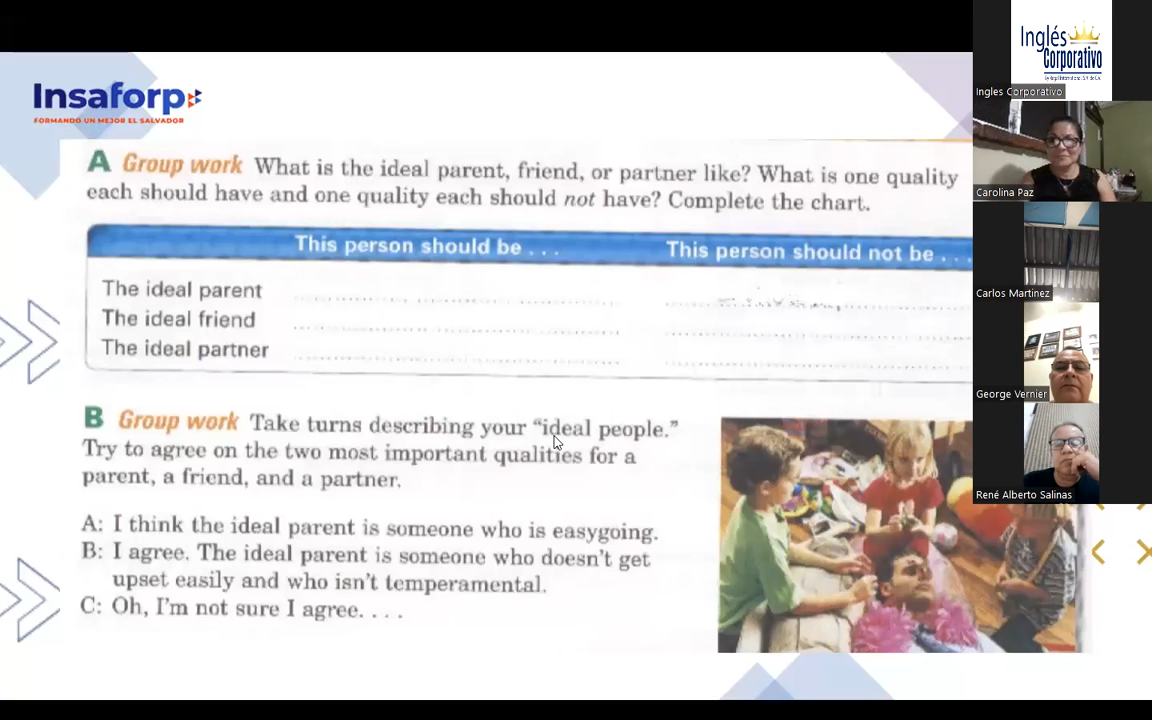 Insaforp
FORMANDO UN MEJOR EL SALVADOR
A Group work What is the ideal parent, friend, or partner like? What is one quality
each should have and one quality each should not have? Complete the chart.
This person should be . . . This person should not be . . .
The ideal parent
The ideal friend
The ideal partner
B Group work Take turns describing your “ideal people.”
Try to agree on the two most important qualities for a
parent, a friend, and a partner.
A: I think the ideal parent is someone who is easygoing.
B: I agree. The ideal parent is someone who doesn’t get
upset easily and who isn’t temperamental.
C: Oh, I’m not sure I agree. . . .
Inglés
Corporativo
Ingles Corporativo
Carolina Paz
Carlos Martinez
George Vernier
René Alberto Salinas